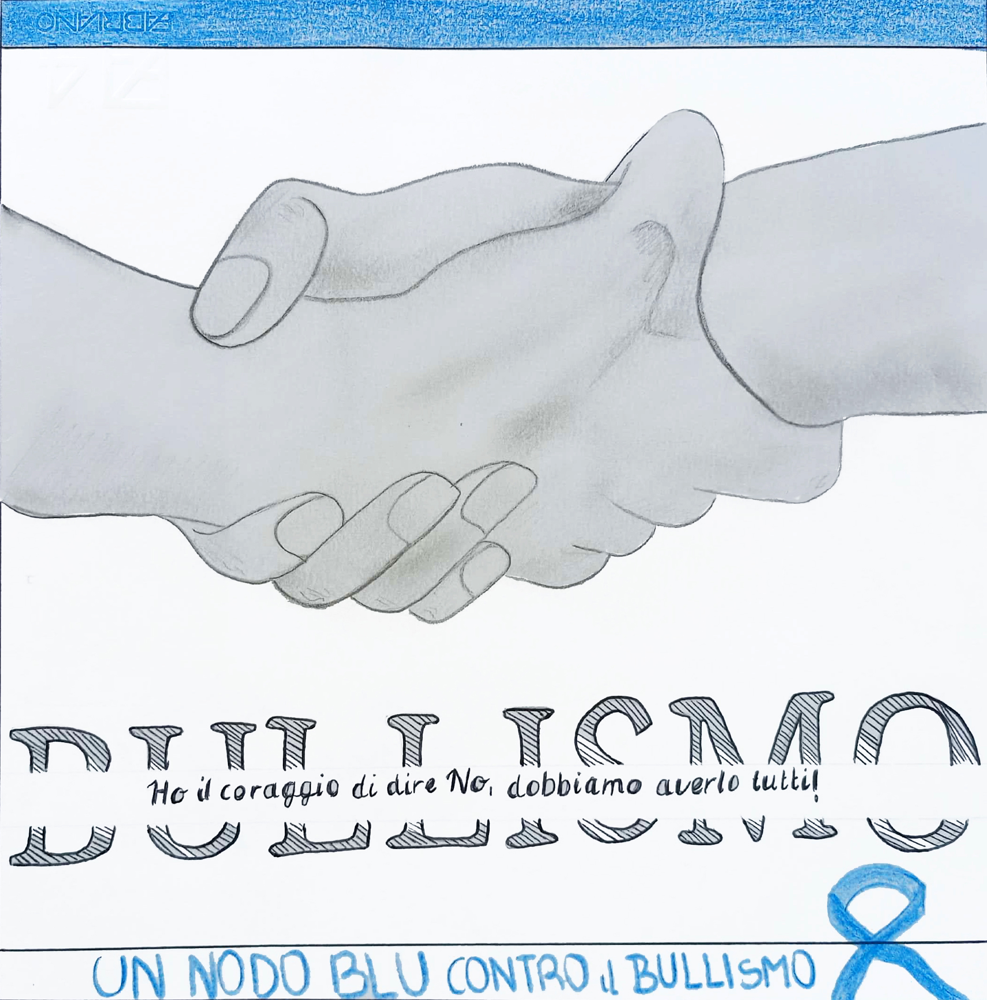 FABRIANO
BULLISMO
Ho il coraggio di dire No, dobbiamo averlo tutti!
UN NODO BLU CONTRO il BULLISMO